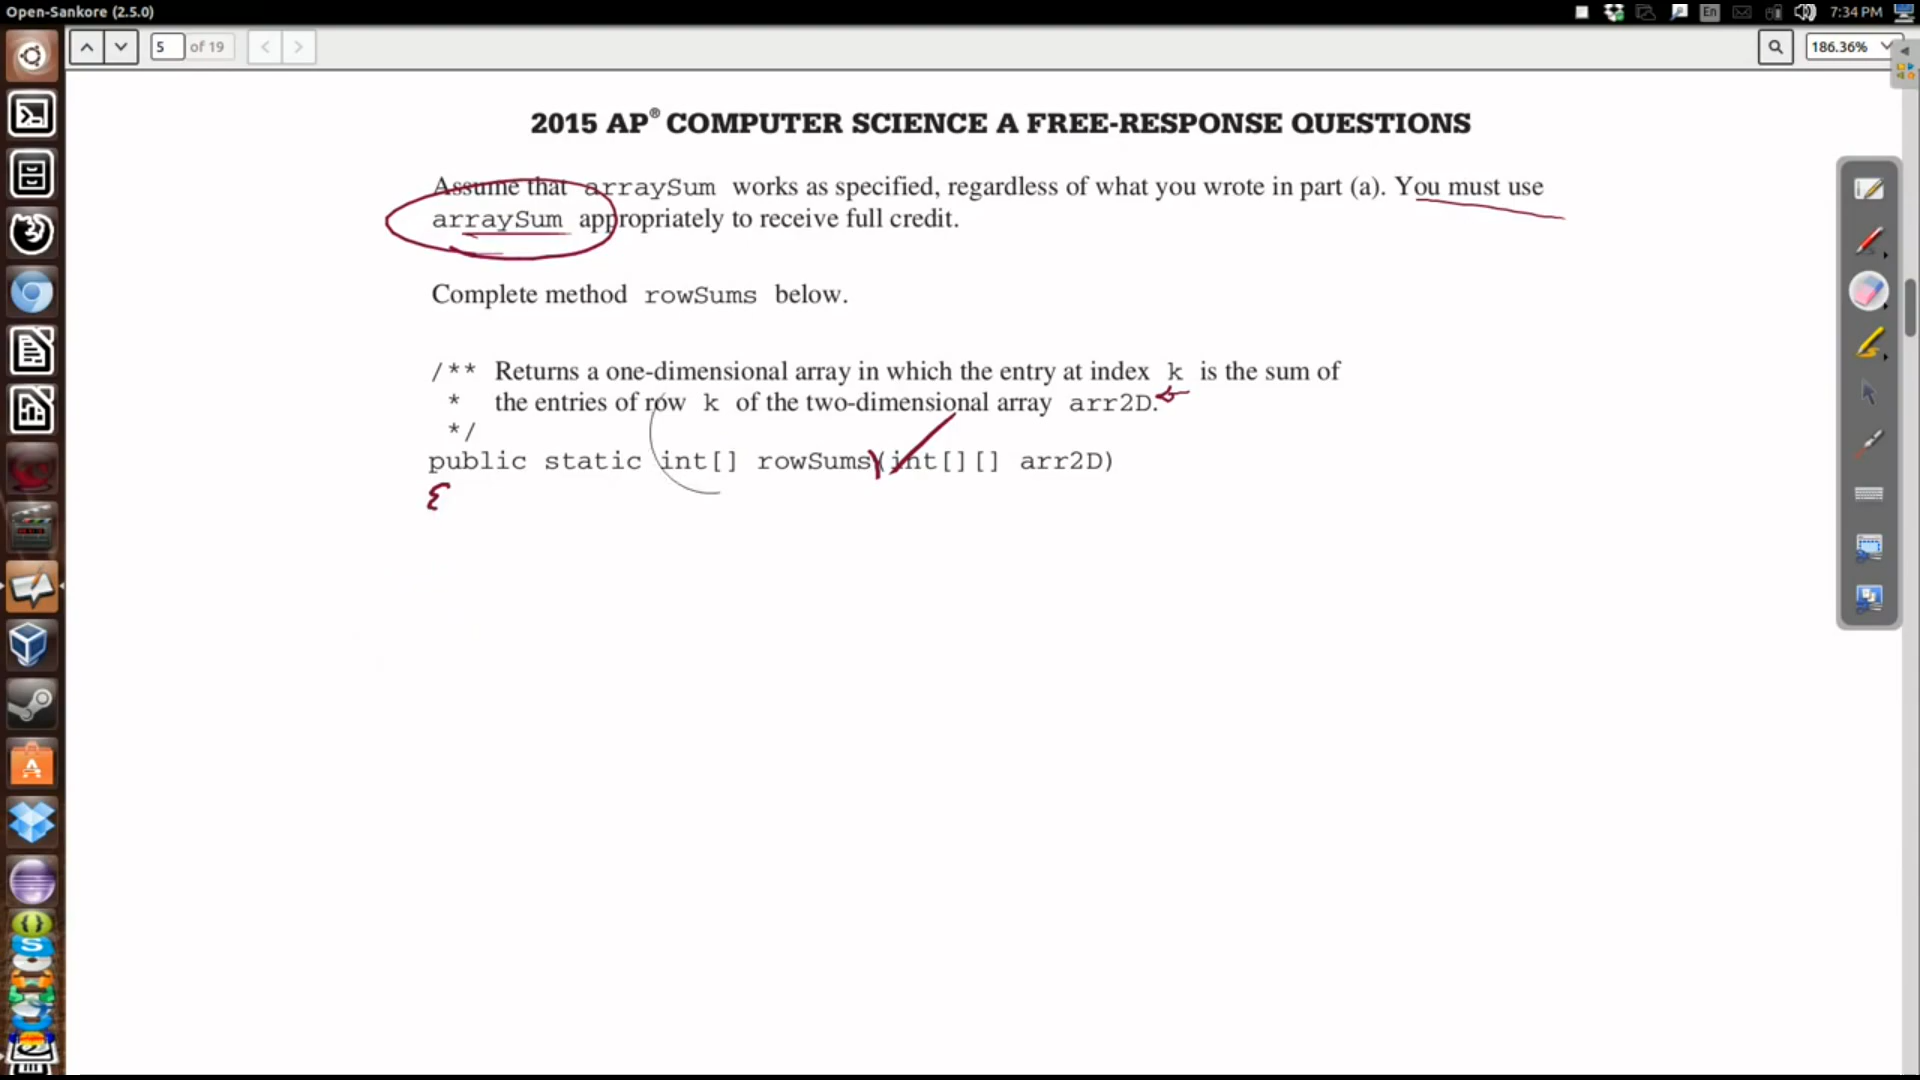 Open-Sankore (2.5.0)
En
7:34 PM
5 of 19
186.36%
2015 AP® COMPUTER SCIENCE A FREE-RESPONSE QUESTIONS
Assume that arraySum works as specified, regardless of what you wrote in part (a). You must use
arraySum appropriately to receive full credit.
Complete method rowSums below.
/** Returns a one-dimensional array in which the entry at index k is the sum of
* the entries of row k of the two-dimensional array arr2D.
*/
public static int[] rowSums(int[][] arr2D)
{